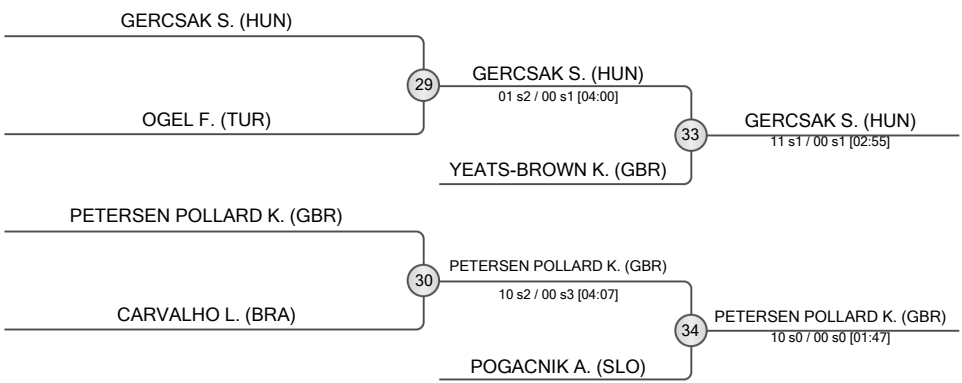 GERCSAK S. (HUN)
29
GERCSAK S. (HUN)
01 s2 / 00 s1 [04:00]
OGEL F. (TUR)
33
GERCSAK S. (HUN)
11 s1 / 00 s1 [02:55]
YEATS-BROWN K. (GBR)
PETERSEN POLLARD K. (GBR)
30
PETERSEN POLLARD K. (GBR)
10 s2 / 00 s3 [04:07]
CARVALHO L. (BRA)
34
PETERSEN POLLARD K. (GBR)
10 s0 / 00 s0 [01:47]
POGACNIK A. (SLO)